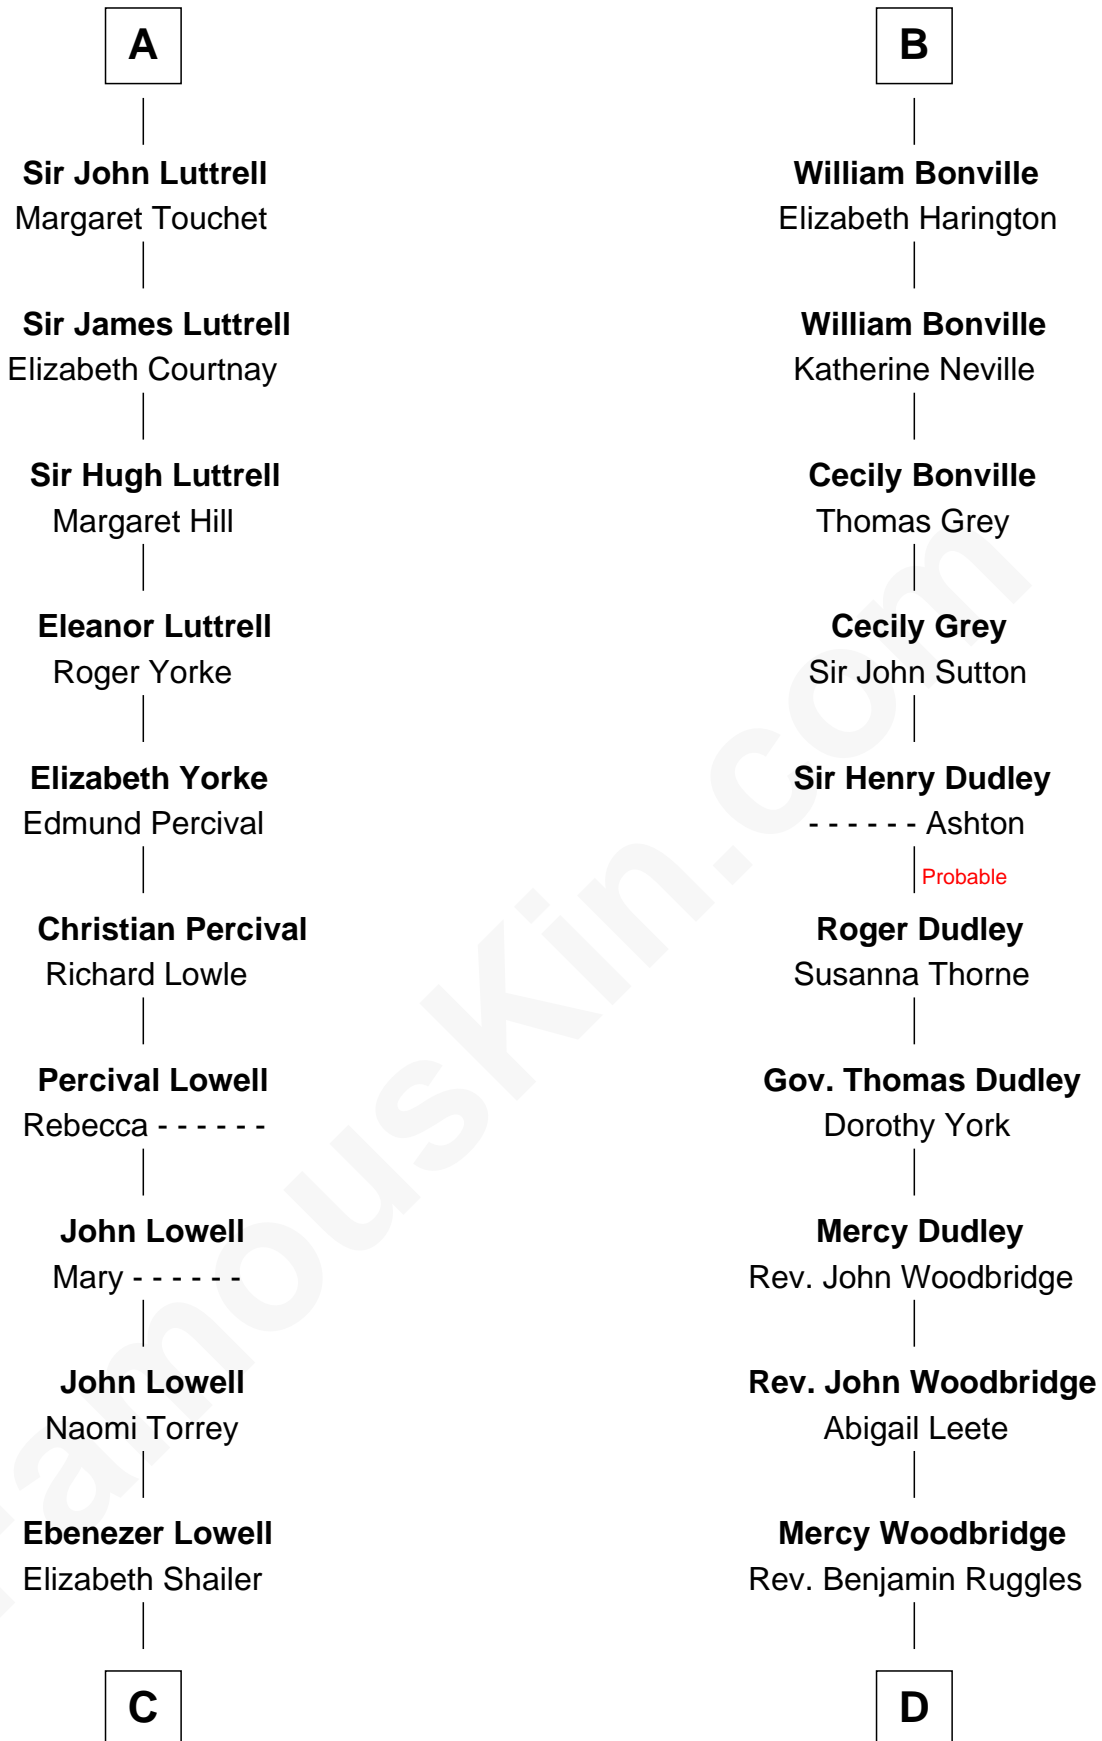 A
Sir John Luttrell
Margaret Touchet
Sir James Luttrell
Elizabeth Courtnay
Sir Hugh Luttrell
Margaret Hill
Eleanor Luttrell
Roger Yorke
Elizabeth Yorke
Edmund Percival
Christian Percival
Richard Lowle
Percival Lowell
Rebecca - - - - - -
John Lowell
Mary - - - - - -
John Lowell
Naomi Torrey
Ebenezer Lowell
Elizabeth Shailer
C
B
William Bonville
Elizabeth Harington
William Bonville
Katherine Neville
Cecily Bonville
Thomas Grey
Cecily Grey
Sir John Sutton
Sir Henry Dudley
- - - - - - Ashton
Probable
Roger Dudley
Susanna Thorne
Gov. Thomas Dudley
Dorothy York
Mercy Dudley
Rev. John Woodbridge
Rev. John Woodbridge
Abigail Leete
Mercy Woodbridge
Rev. Benjamin Ruggles
D
FamousKin.com